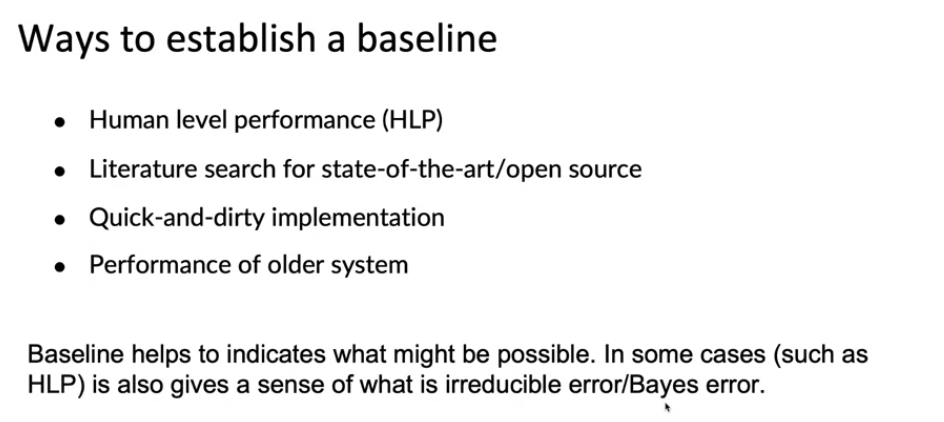 Ways to establish a baseline
● Human level performance (HLP)
● Literature search for state-of-the-art/open source
● Quick-and-dirty implementation
● Performance of older system
Baseline helps to indicates what might be possible. In some cases (such as
HLP) is also gives a sense of what is irreducible error/Bayes error.